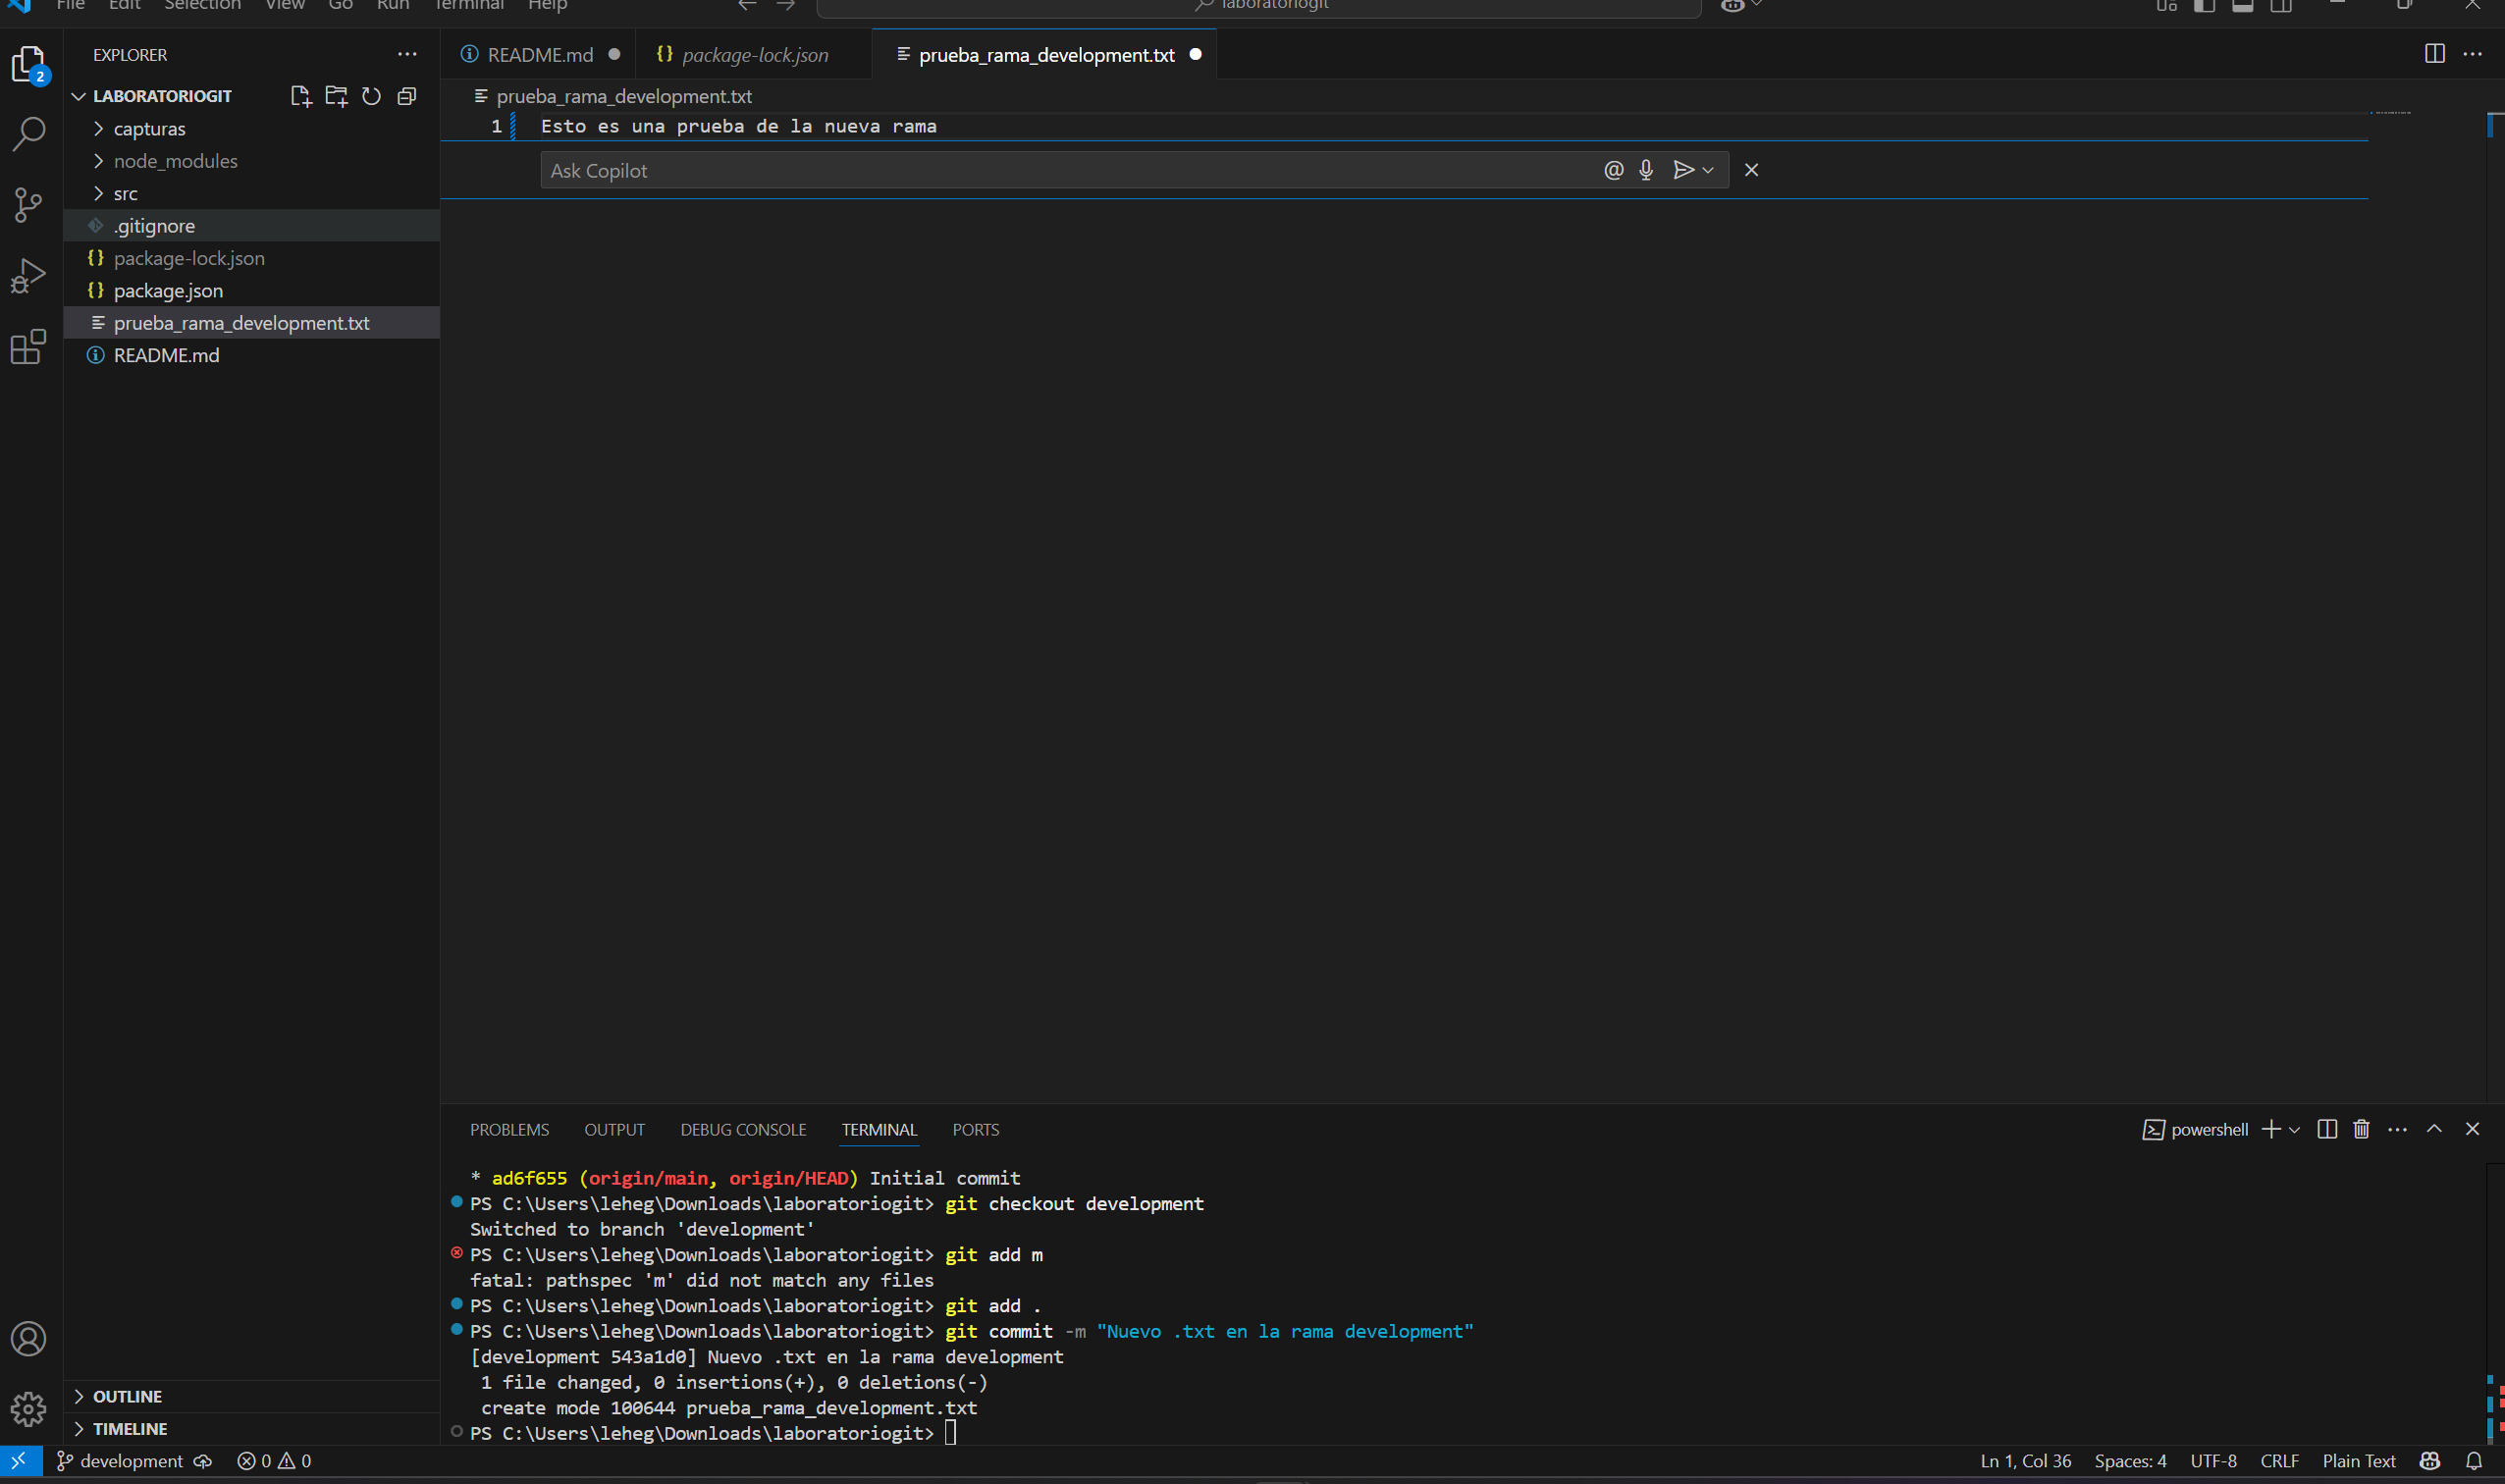 File Edit Selection View Go Run Terminal Help
laboratoriogit
2
EXPLORER
LABORATORIOGIT
capturas
node_modules
src
.gitignore
package-lock.json
package.json
prueba_rama_development.txt
README.md
OUTLINE
TIMELINE
README.md
package-lock.json
prueba_rama_development.txt
prueba_rama_development.txt
1 Esto es una prueba de la nueva rama
Ask Copilot
PROBLEMS OUTPUT DEBUG CONSOLE TERMINAL PORTS
powershell
* ad6f655 (origin/main, origin/HEAD) Initial commit
PS C:\Users\leheg\Downloads\laboratoriogit> git checkout development
Switched to branch 'development'
PS C:\Users\leheg\Downloads\laboratoriogit> git add m
fatal: pathspec 'm' did not match any files
PS C:\Users\leheg\Downloads\laboratoriogit> git add .
PS C:\Users\leheg\Downloads\laboratoriogit> git commit -m "Nuevo .txt en la rama development"
[development 543a1d0] Nuevo .txt en la rama development
1 file changed, 0 insertions(+), 0 deletions(-)
create mode 100644 prueba_rama_development.txt
PS C:\Users\leheg\Downloads\laboratoriogit>
development 0 0
Ln 1, Col 36 Spaces: 4 UTF-8 CRLF Plain Text